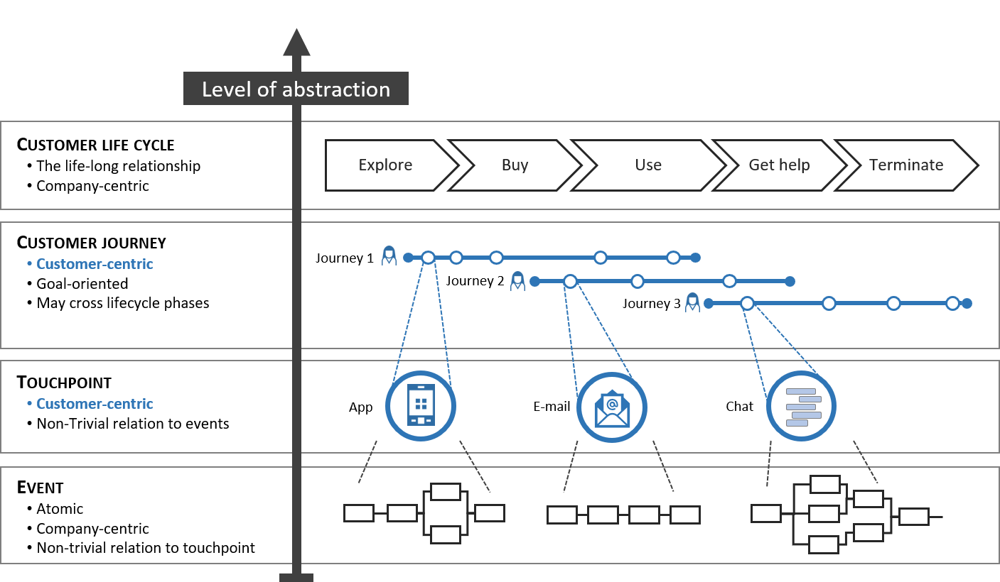 Level of abstraction
CUSTOMER LIFE CYCLE
• The life-long relationship
• Company-centric
Explore
Buy
Use
Get help
Terminate
CUSTOMER JOURNEY
• Customer-centric
• Goal-oriented
• May cross lifecycle phases
Journey 1
Journey 2
Journey 3
TOUCHPOINT
• Customer-centric
• Non-Trivial relation to events
App
E-mail
@
Chat
EVENT
• Atomic
• Company-centric
• Non-trivial relation to touchpoint